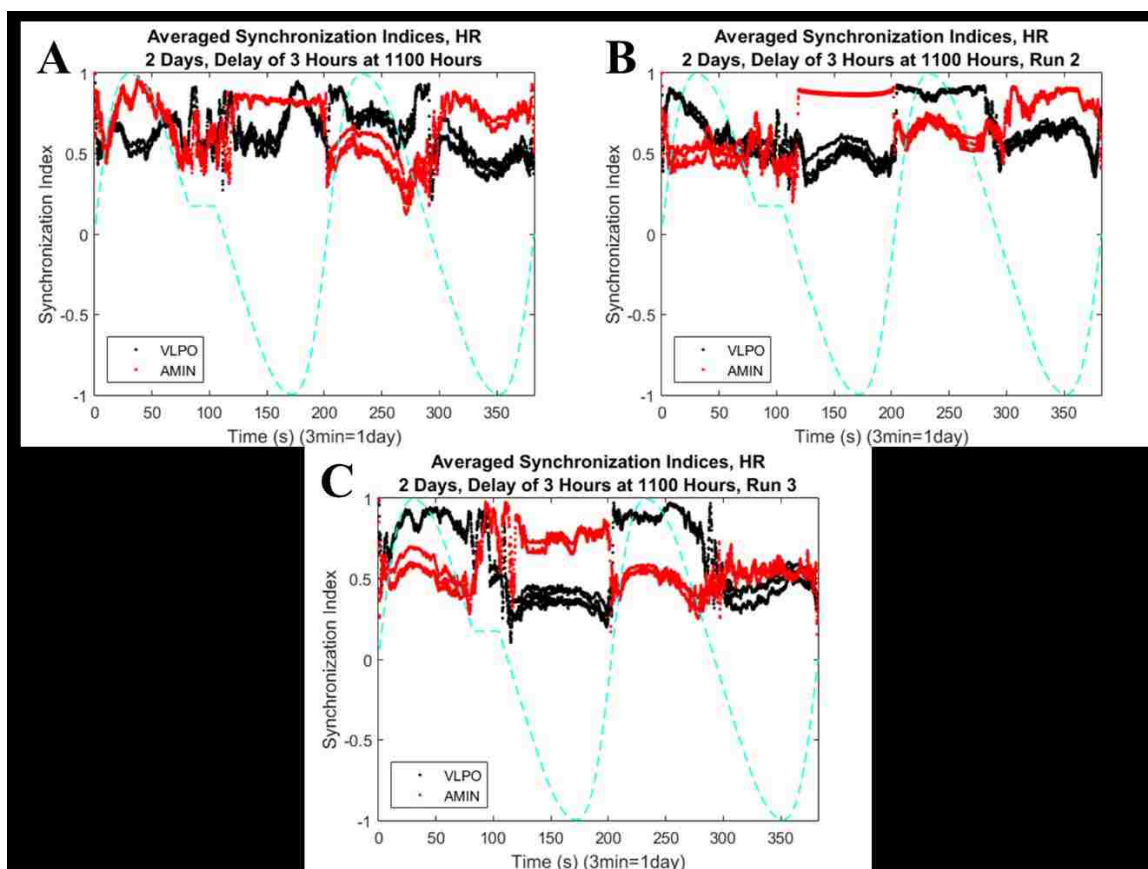 A
Averaged Synchronization Indices, HR
2 Days, Delay of 3 Hours at 1100 Hours
Synchronization Index
1
0.5
0
-0.5
-1
VLPO
AMIN
0 50 100 150 200 250 300 350
Time (s) (3min=1day)
B
Averaged Synchronization Indices, HR
2 Days, Delay of 3 Hours at 1100 Hours, Run 2
Synchronization Index
1
0.5
0
-0.5
-1
VLPO
AMIN
0 50 100 150 200 250 300 350
Time (s) (3min=1day)
C
Averaged Synchronization Indices, HR
2 Days, Delay of 3 Hours at 1100 Hours, Run 3
Synchronization Index
1
0.5
0
-0.5
-1
VLPO
AMIN
0 50 100 150 200 250 300 350
Time (s) (3min=1day)